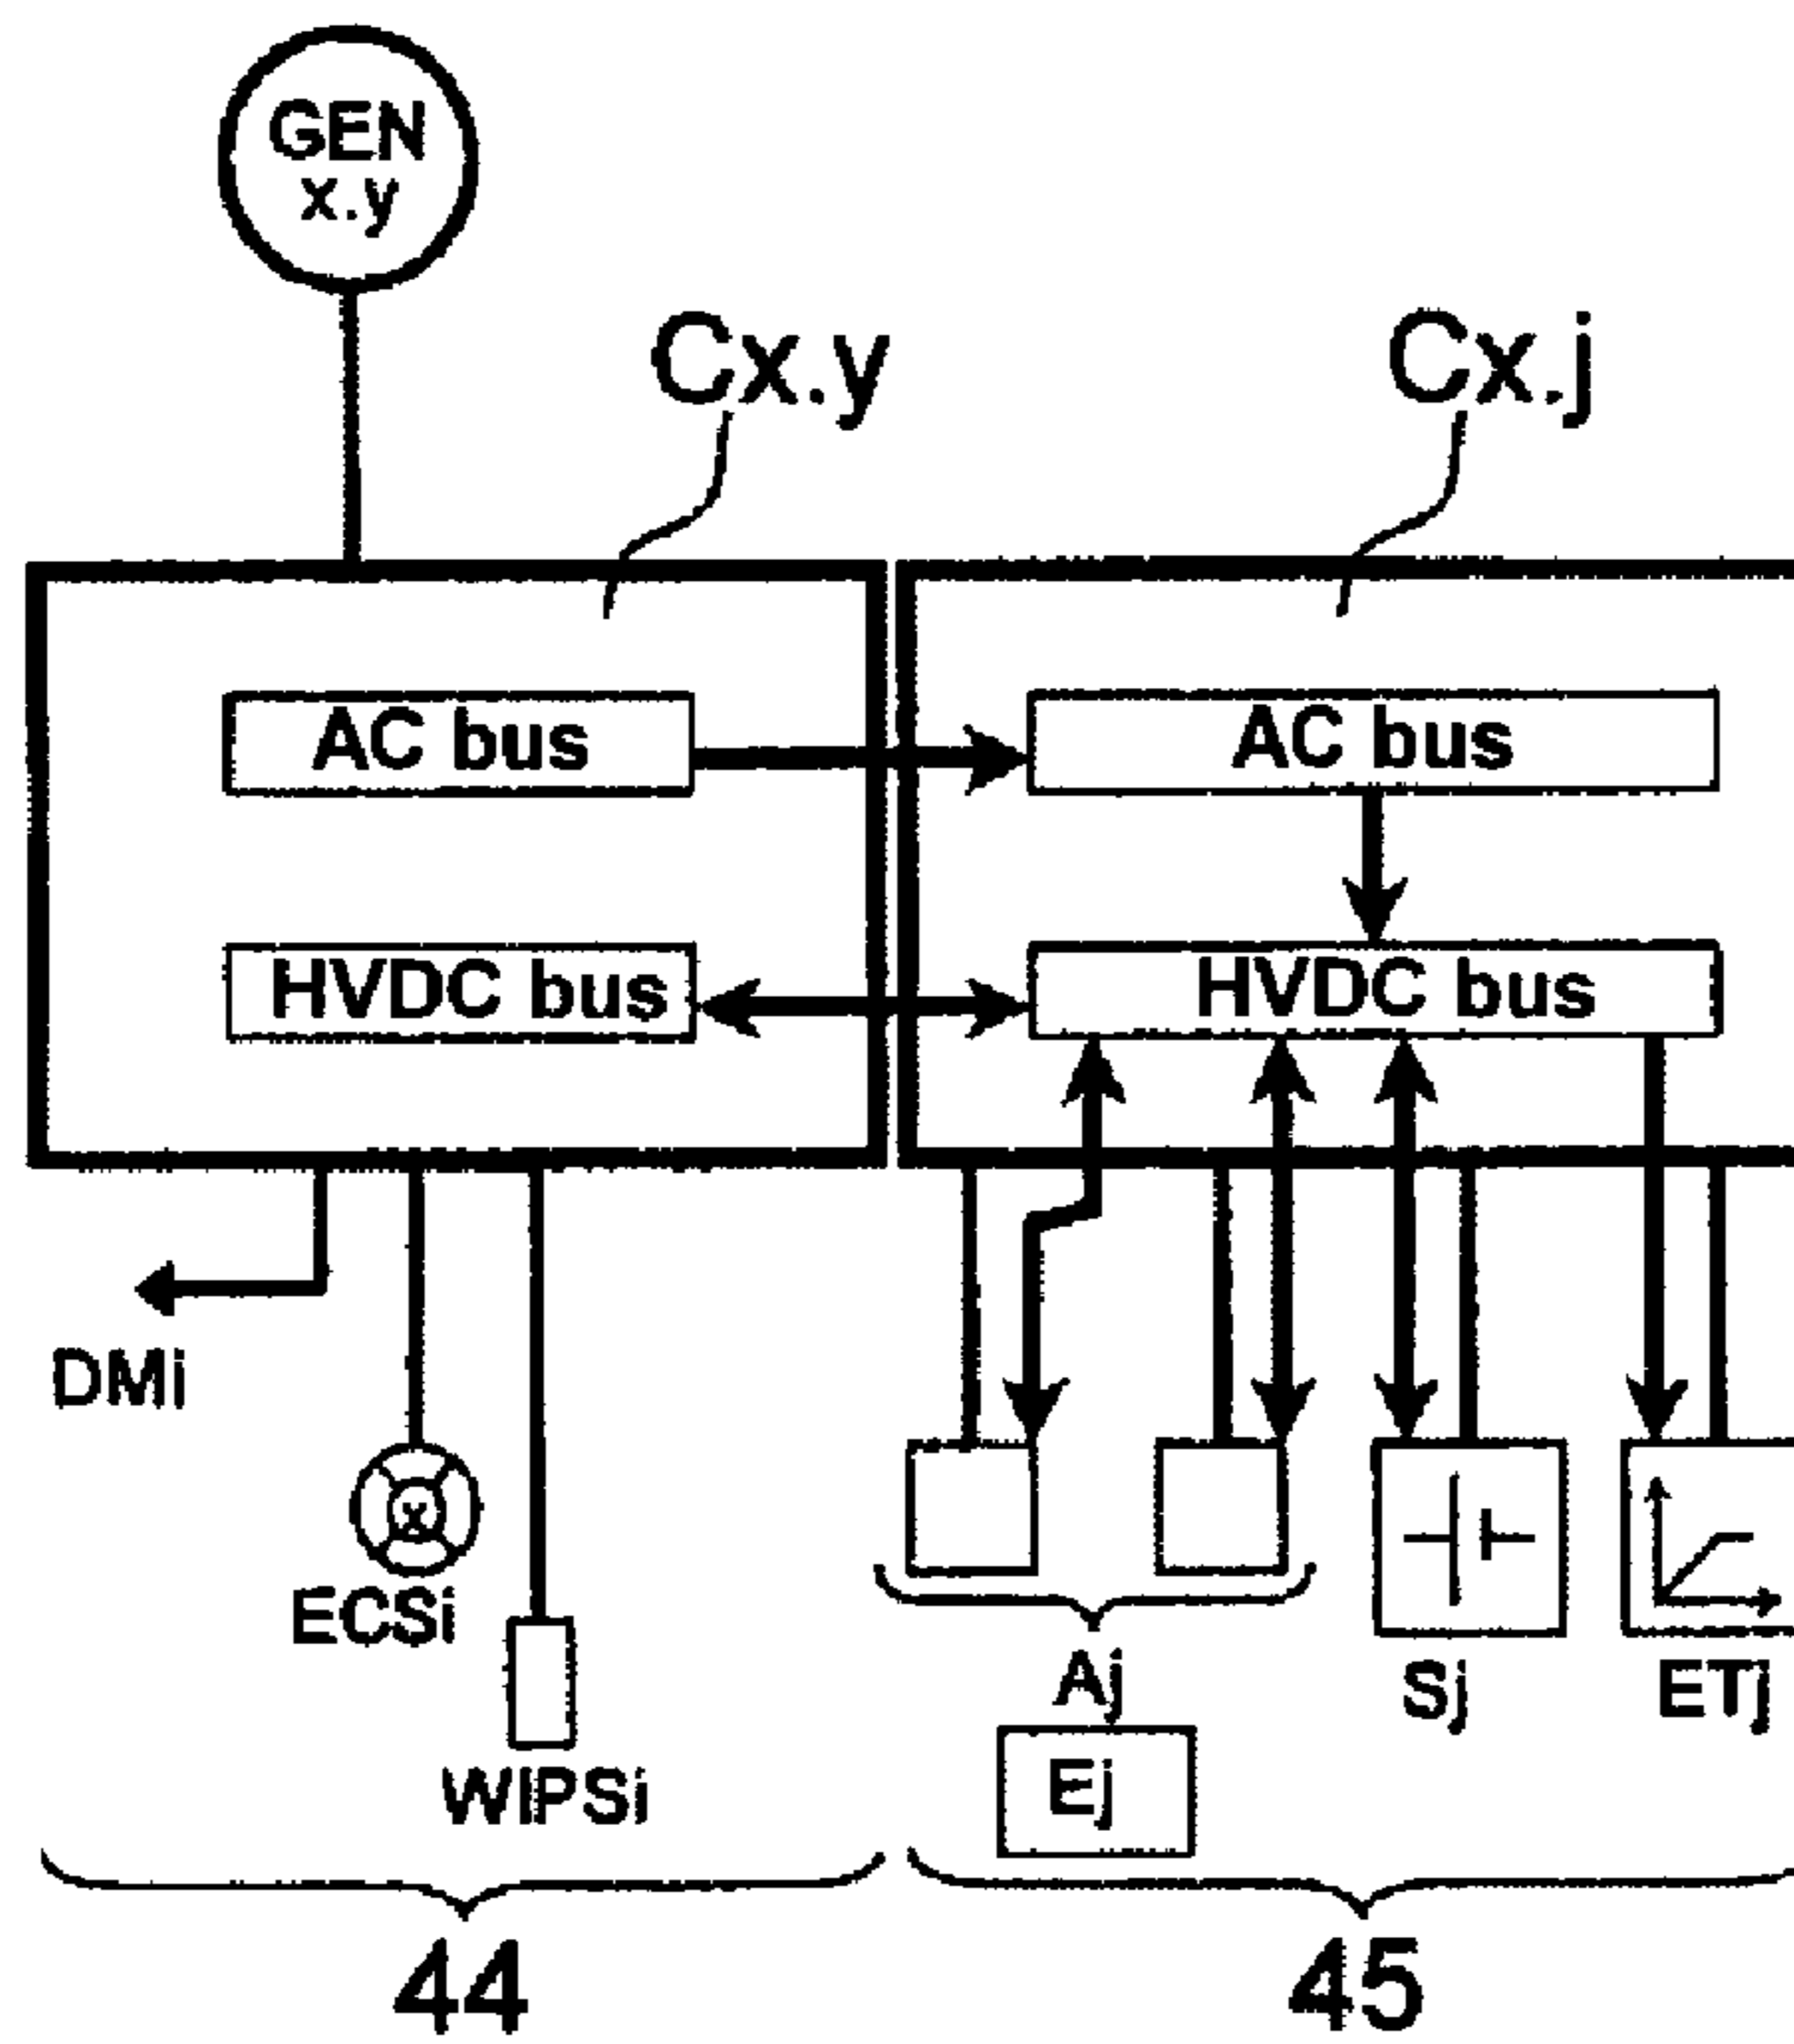 GEN
x.y
Cx.y
Cx.j
AC bus
AC bus
HVDC bus
HVDC bus
DMi
ECSi
WIPSi
Aj
Sj
ETj
Ej
44
45